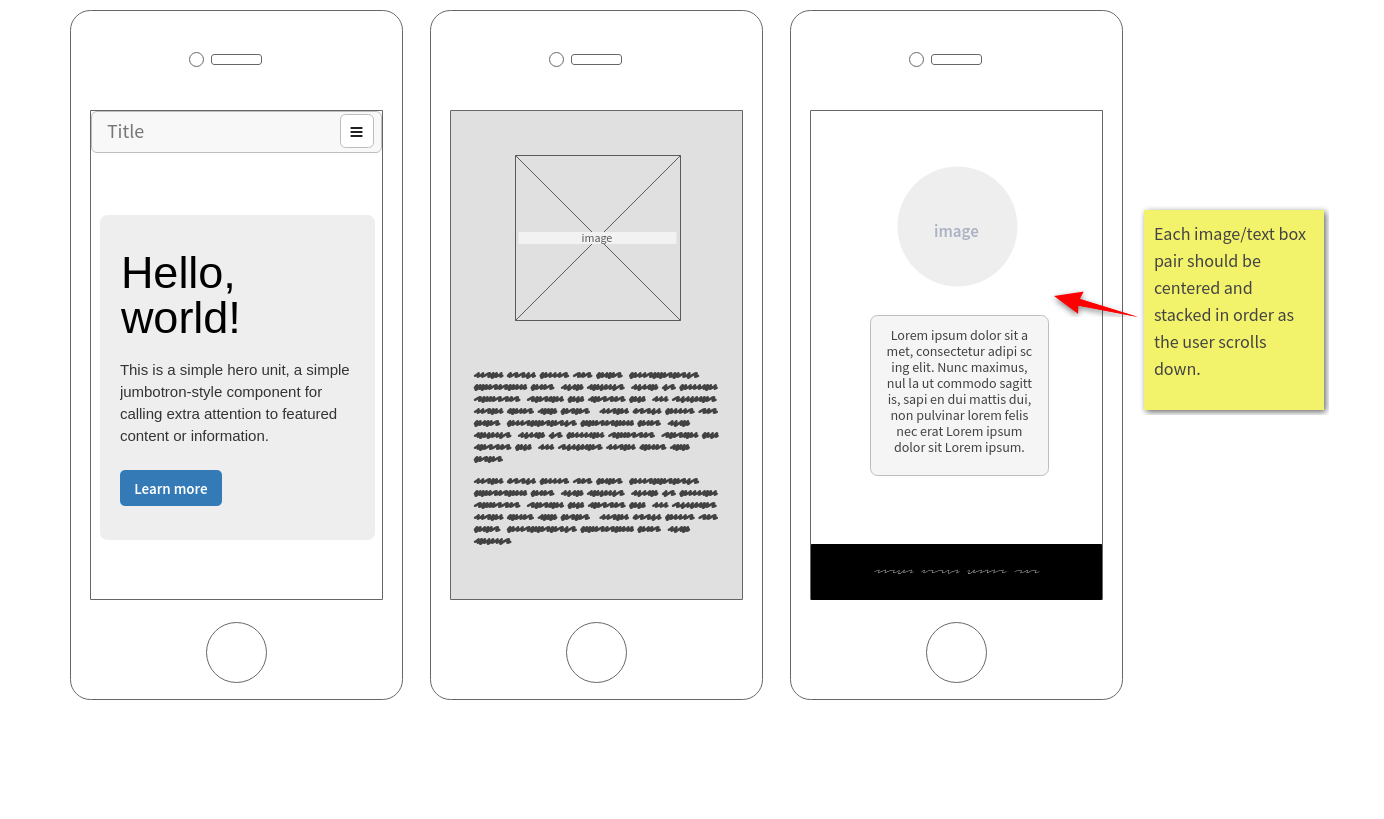 Title
Hello,
world!
This is a simple hero unit, a simple
jumbotron-style component for
calling extra attention to featured
content or information.
Learn more
image
image
Lorem ipsum dolor sit a
met, consectetur adipi sc
ing elit. Nunc maximus,
nul la ut commodo sagitt
is, sapi en dui mattis dui,
non pulvinar lorem felis
nec erat Lorem ipsum
dolor sit Lorem ipsum.
Each image/text box
pair should be
centered and
stacked in order as
the user scrolls
down.